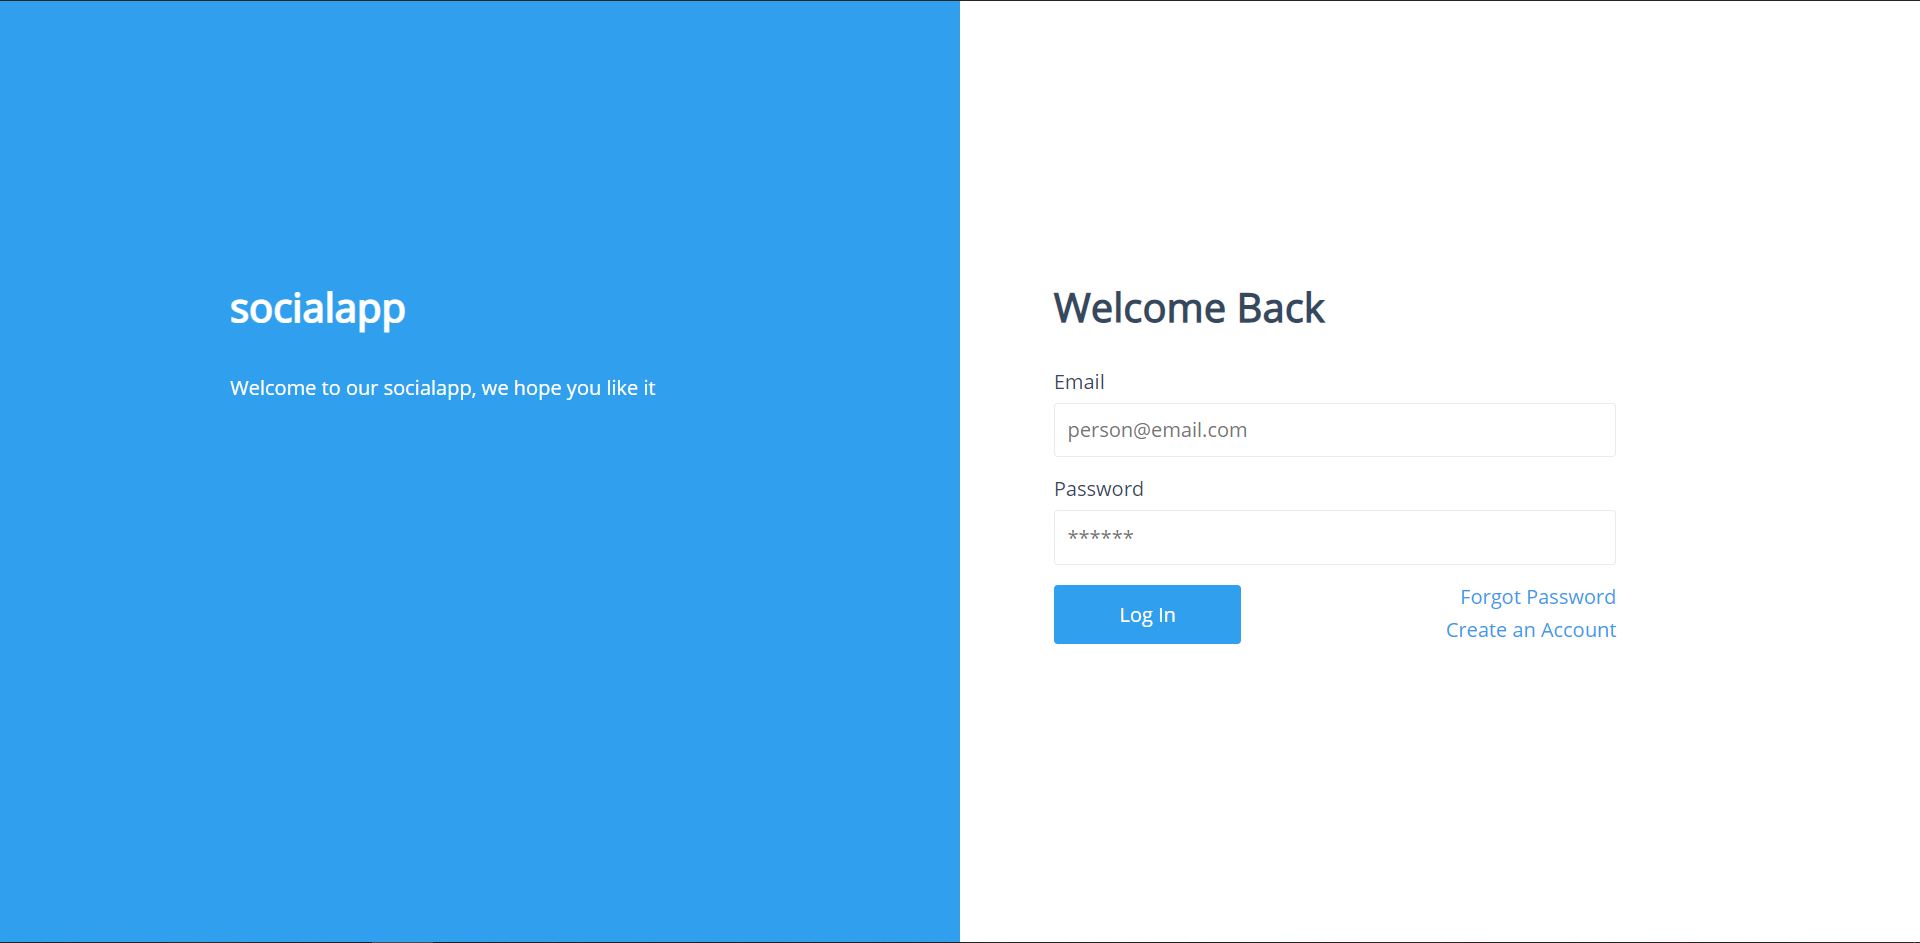 socialapp
Welcome to our socialapp, we hope you like it
Welcome Back
Email
person@email.com
Password
******
Log In
Forgot Password
Create an Account